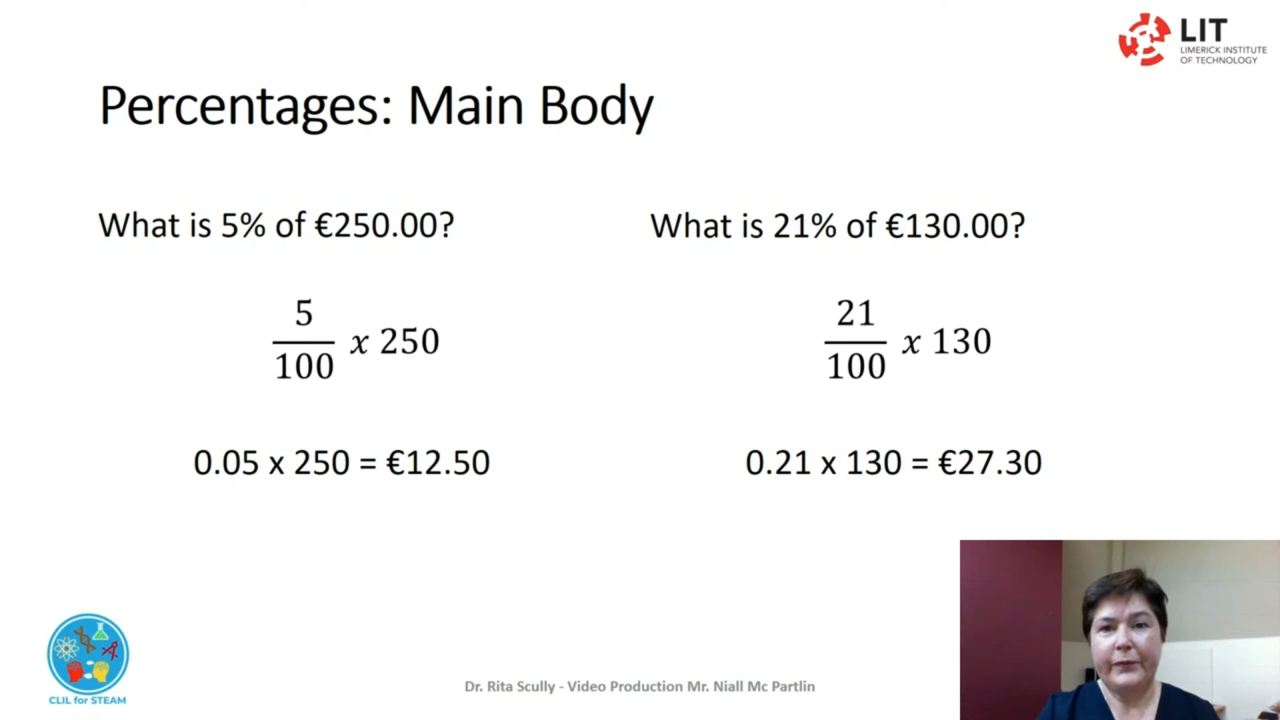 LIT
LIMERICK INSTITUTE
OF TECHNOLOGY
Percentages: Main Body
What is 5% of €250.00?
5
100
x 250
0.05 x 250 = €12.50
What is 21% of €130.00?
21
100
x 130
0.21 x 130 = €27.30
CLIL for STEAM
Dr. Rita Scully - Video Production Mr. Niall Mc Partlin